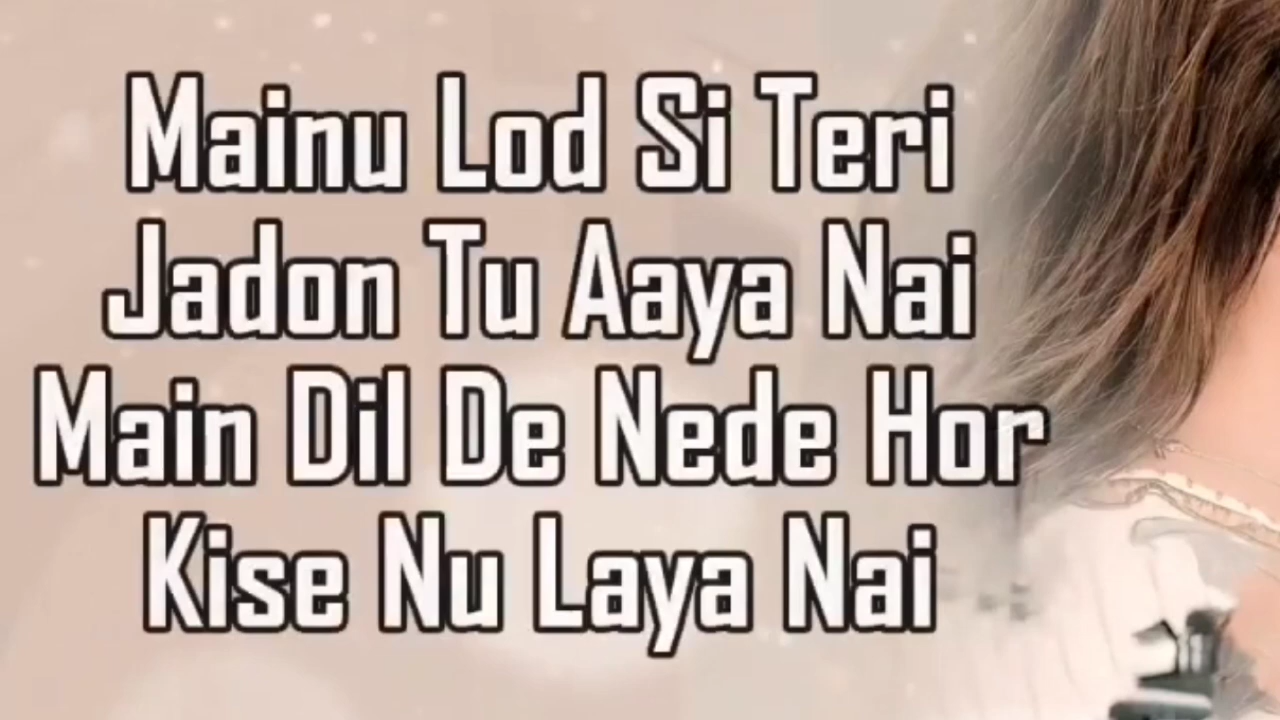 Mainu Lod Si Teri
Jadon Tu Aaya Nai
Main Dil De Nede Hor
Kise Nu Laya Nai